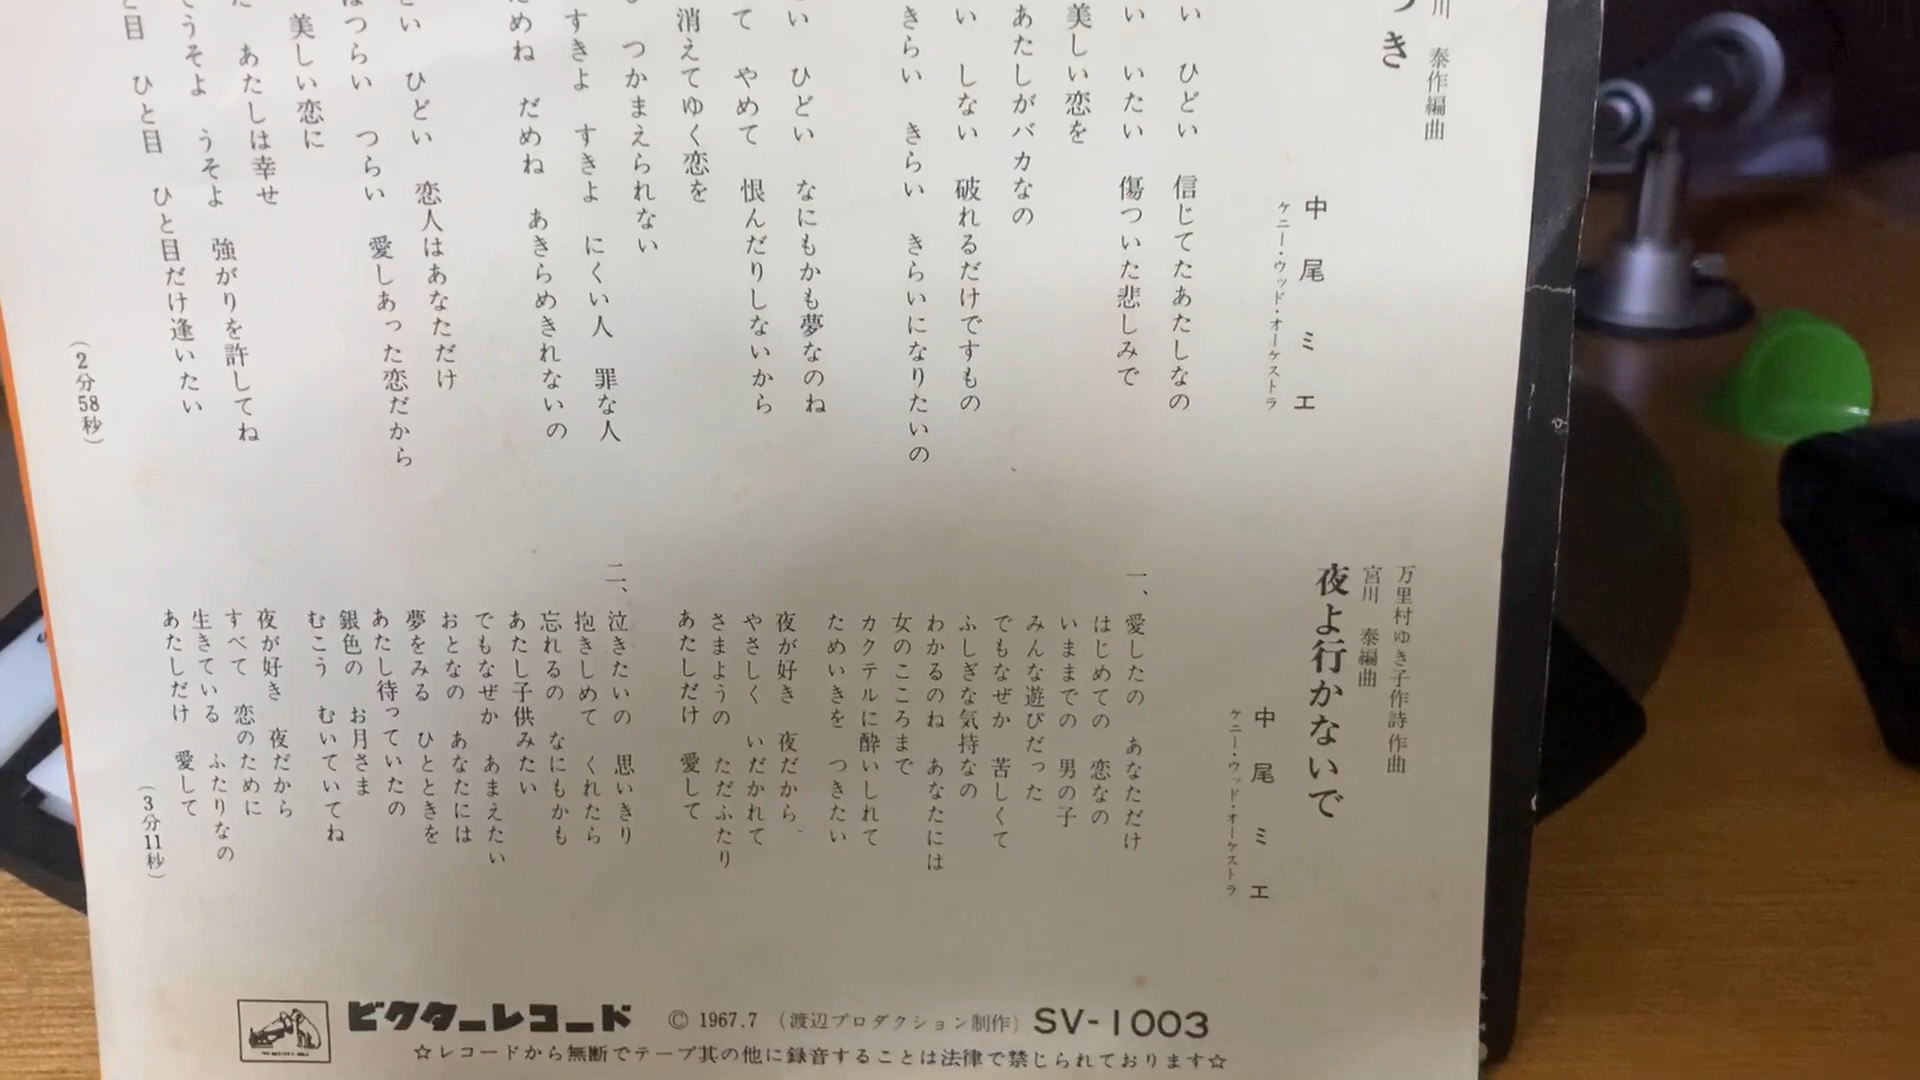 つき
川 泰作編曲
中尾ミエ
ケニー・ウッド・オーケストラ
い ひどい 信じてたあたしなの
い いたい 傷ついた悲しみで
美しい恋を
あたしがバカなの
い しない 破れるだけですもの
きらい きらい きらいになりたいの
い ひどい なにもかも夢なのね
て やめて 恨んだりしないから
消えてゆく恋を
つかまえられない
すきよ すきよ にくい人 罪な人
だめね だめね あきらめきれないの
どい ひどい 恋人はあなただけ
はつらい つらい 愛しあった恋だから
美しい恋に
あたしは幸せ
うそよ うそよ 強がりを許してね
と目 ひと目 ひと目だけ逢いたい
(2分58秒)
万里村ゆき子作詩作曲
宮川 泰編曲
夜よ行かないで
中尾ミエ
ケニー・ウッド・オーケストラ
一、
愛したの あなただけ
はじめての 恋なの
いままでの 男の子
みんな遊びだった
でもなぜか 苦しくて
ふしぎな気持なの
わかるのね あなたには
女のこころまで
カクテルに酔いしれて
ためいきを つきたい
夜が好き 夜だから
やさしく いだかれて
さまようの ただふたり
あたしだけ 愛して
二、
泣きたいの 思いきり
抱きしめて くれたら
忘れるの なにもかも
あたし子供みたい
でもなぜか あまえたい
おとなの あなたには
夢をみる ひとときを
あたし待っていたの
銀色の お月さま
むこう むいていてね
夜が好き 夜だから
すべて 恋のために
生きている ふたりなの
あたしだけ 愛して
(3分11秒)
ビクターレコード © 1967.7 (渡辺プロダクション制作) SV-1003
☆レコードから無断でテープ其の他に録音することは法律で禁じられております☆